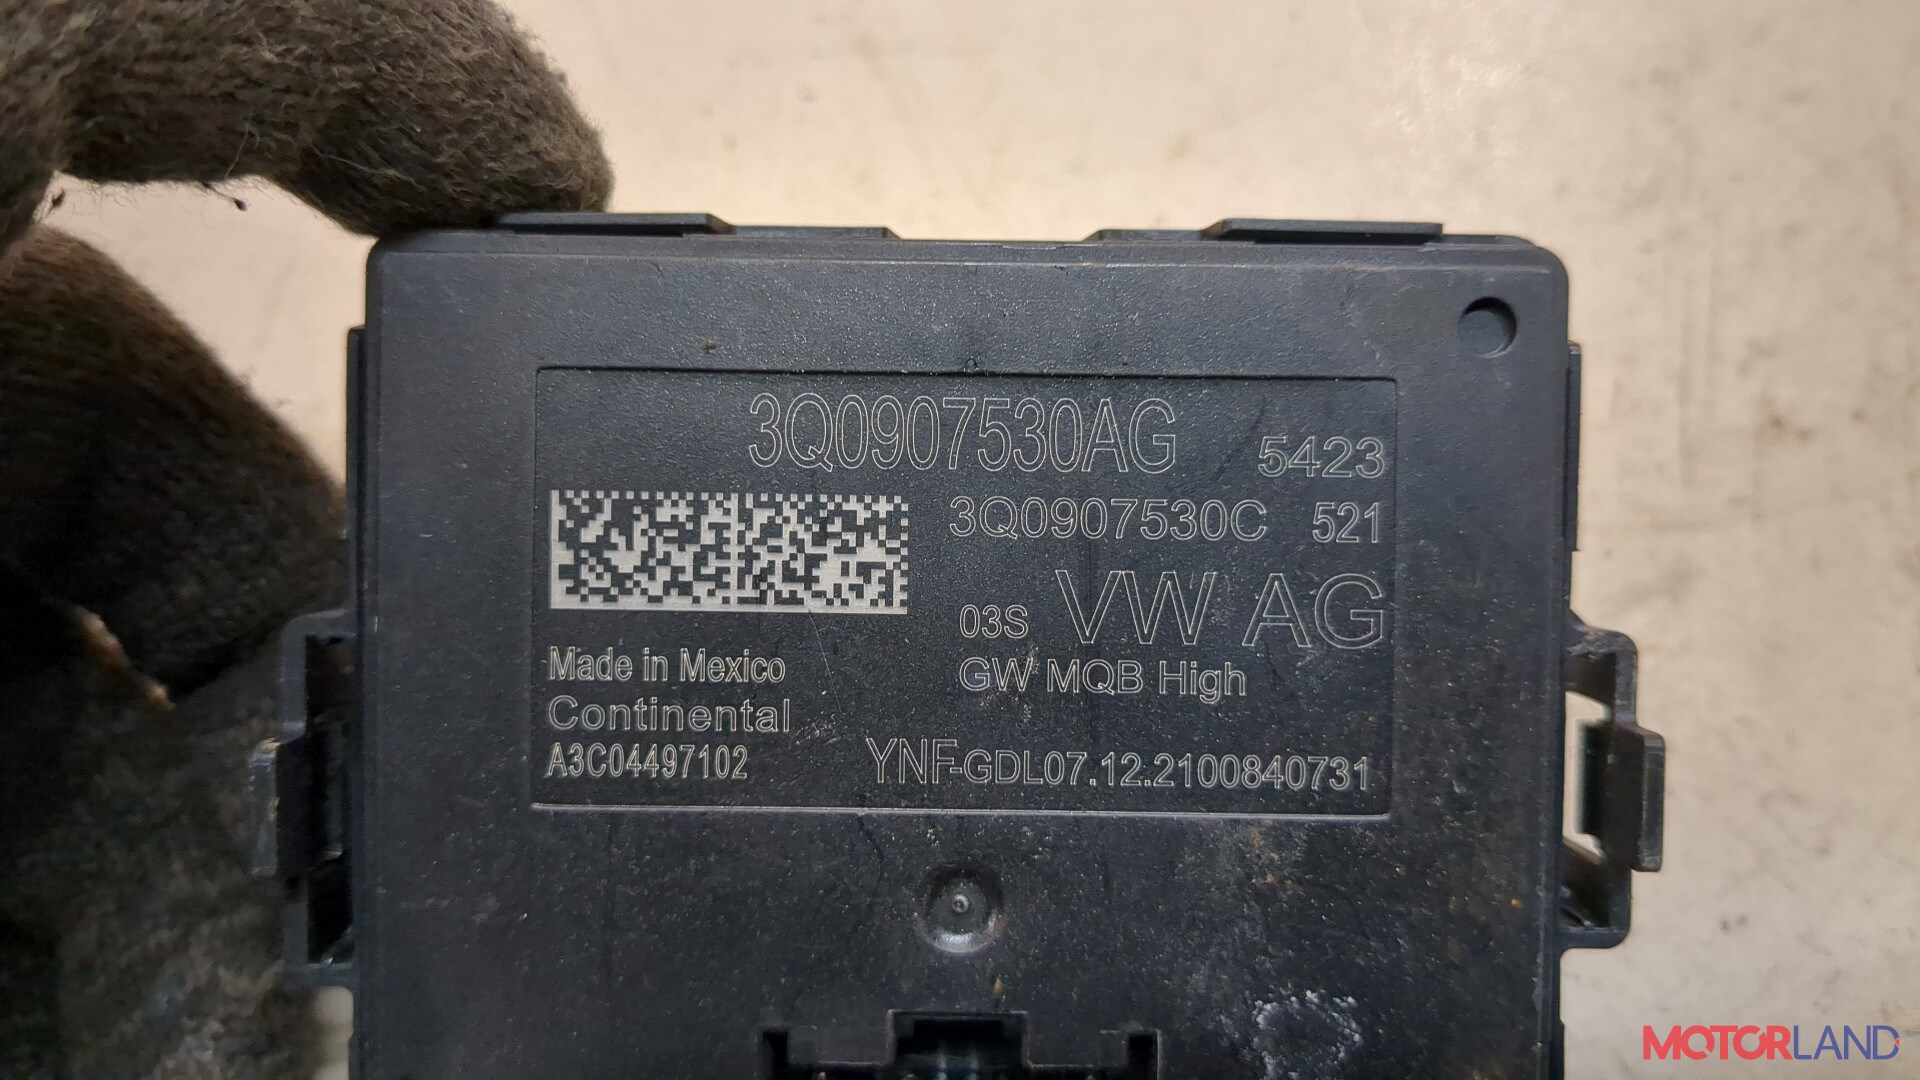 3Q0907530AG 5423
3Q0907530C 521
03S VW AG
GW MQB High
Made in Mexico
Continental
A3C04497102
YNF-GDL07.12.2100840731
MOTORLAND